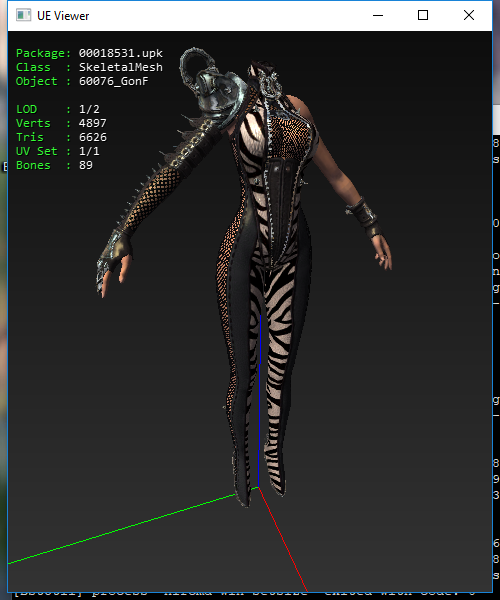 UE Viewer
Package: 00018531.upk
Class : SkeletalMesh
Object : 60076_GonF
LOD : 1/2
Verts : 4897
Tris : 6626
UV Set : 1/1
Bones : 89